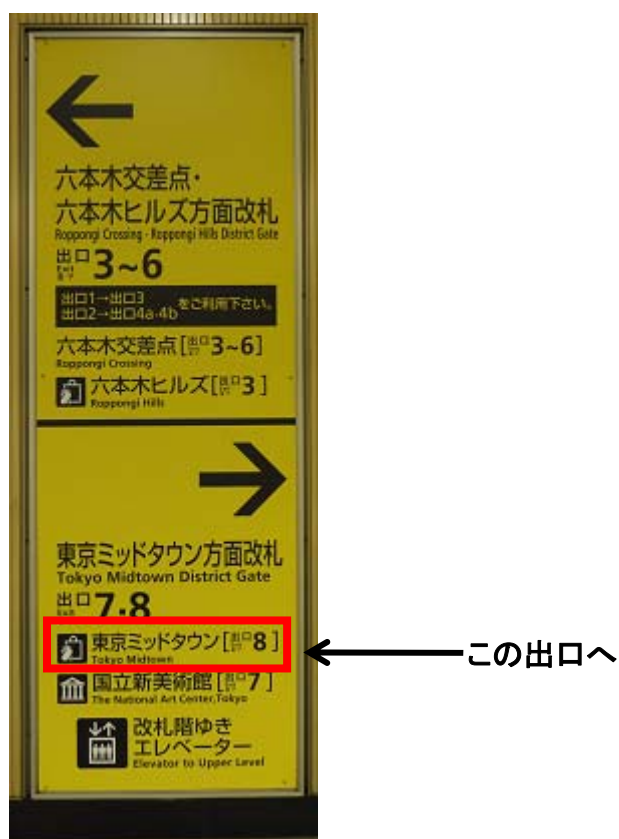 六本木交差点・
六本木ヒルズ方面改札
Roppongi Crossing・Roppongi Hills District Gate
出口 Exit 3~6
出口1→出口3
出口2→出口4a・4b をご利用下さい。
六本木交差点[出口3~6]
Roppongi Crossing
六本木ヒルズ[出口3]
Roppongi Hills
東京ミッドタウン方面改札
Tokyo Midtown District Gate
出口 Exit 7・8
東京ミッドタウン[出口8]
Tokyo Midtown
この出口へ
国立新美術館[出口7]
The National Art Center,Tokyo
改札階ゆき
エレベーター
Elevator to Upper Level